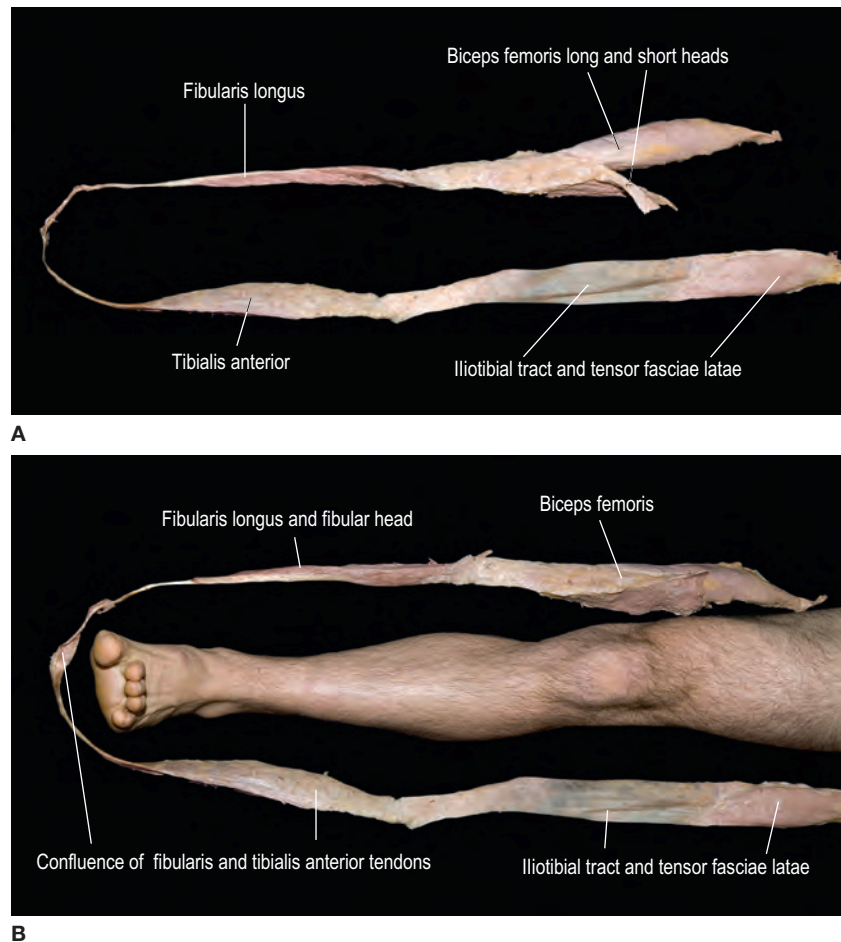 Biceps femoris long and short heads
Fibularis longus
Tibialis anterior
Iliotibial tract and tensor fasciae latae
A
Biceps femoris
Fibularis longus and fibular head
Confluence of fibularis and tibialis anterior tendons
Iliotibial tract and tensor fasciae latae
B